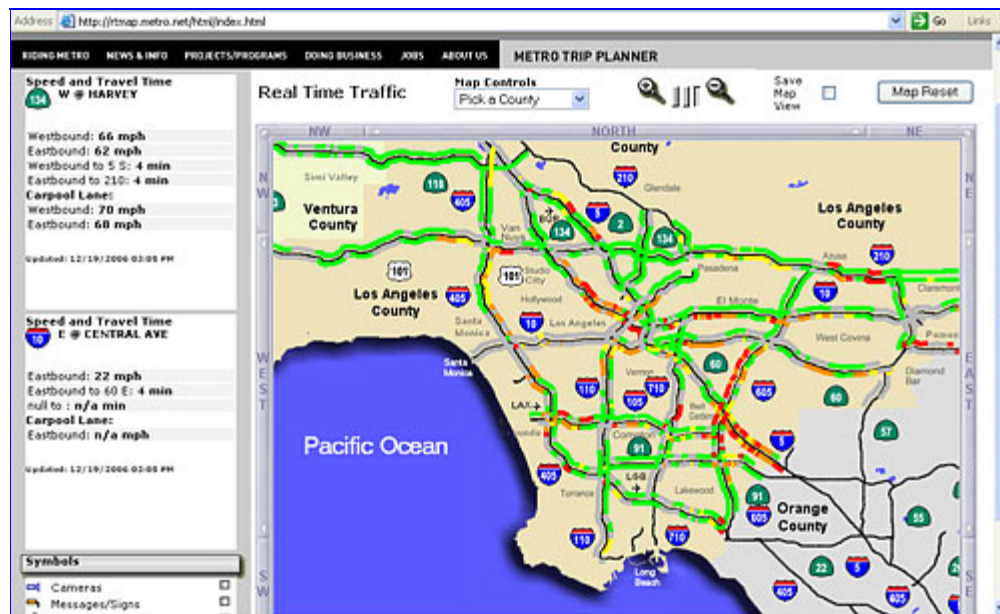 Address http://rtmap.metro.net/html/index.html Go Links
RIDING METRO NEWS & INFO PROJECTS/PROGRAMS DOING BUSINESS JOBS ABOUT US METRO TRIP PLANNER
Speed and Travel Time
134 W @ HARVEY
Westbound: 66 mph
Eastbound: 62 mph
Westbound to 5 S: 4 min
Eastbound to 210: 4 min
Carpool Lane:
Westbound: 70 mph
Eastbound: 68 mph
Updated: 12/19/2006 03:05 PM
Speed and Travel Time
10 E @ CENTRAL AVE
Eastbound: 22 mph
Eastbound to 60 E: 4 min
null to : n/a min
Carpool Lane:
Eastbound: n/a mph
Updated: 12/19/2006 03:05 PM
Symbols
Cameras
Messages/Signs
Real Time Traffic
Map Controls
Pick a County
Save
Map
View
Map Reset
NW NORTH NE
County
Simi Valley 118 405 210 Glendale
Ventura
County
5 2 134 134
BUR
Van
Nuys
Los Angeles
County
210
Azusa
101 101 Studio
City
Pasadena
Los Angeles
County
405
Hollywood
El Monte
10
Claremont
Santa
Monica
10 Los Angeles
West Covina
Pomona
Santa
Monica
Vernon
60
Diamond
Bar
110 105 710 605 60
LAX
Bell
Gardens
57
Compton
91
5
Pacific Ocean
405
LGB
Torrance
Lakewood
91
605
Orange
County
55
110 710
Long
Beach
22 5
405 405
NW
WEST
SW
NE
EAST
SE